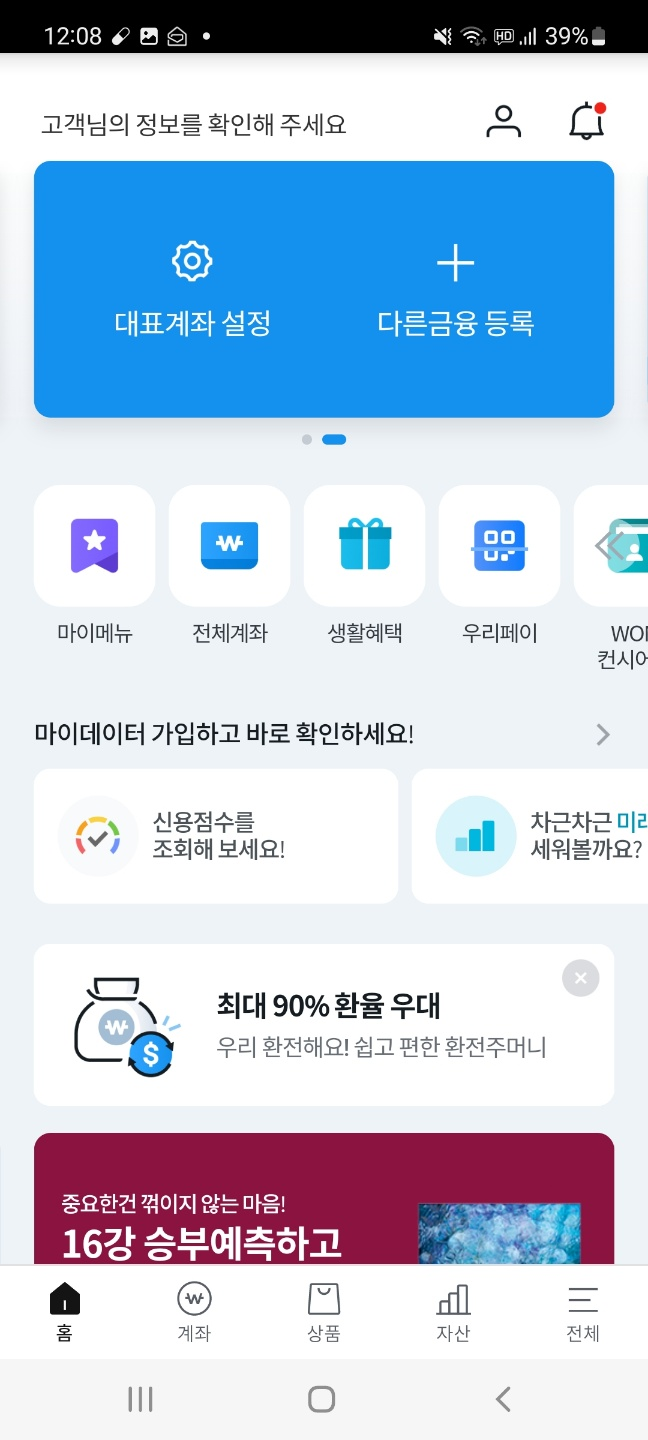 12:08
HD
39%
고객님의 정보를 확인해 주세요
대표계좌 설정
다른금융 등록
마이메뉴
전체계좌
생활혜택
우리페이
컨시어
마이데이터 가입하고 바로 확인하세요!
신용점수를
조회해 보세요!
차근차근
세워볼까요?
최대 90% 환율 우대
우리 환전해요! 쉽고 편한 환전주머니
중요한건 꺾이지 않는 마음!
16강 승부예측하고
홈
계좌
상품
자산
전체